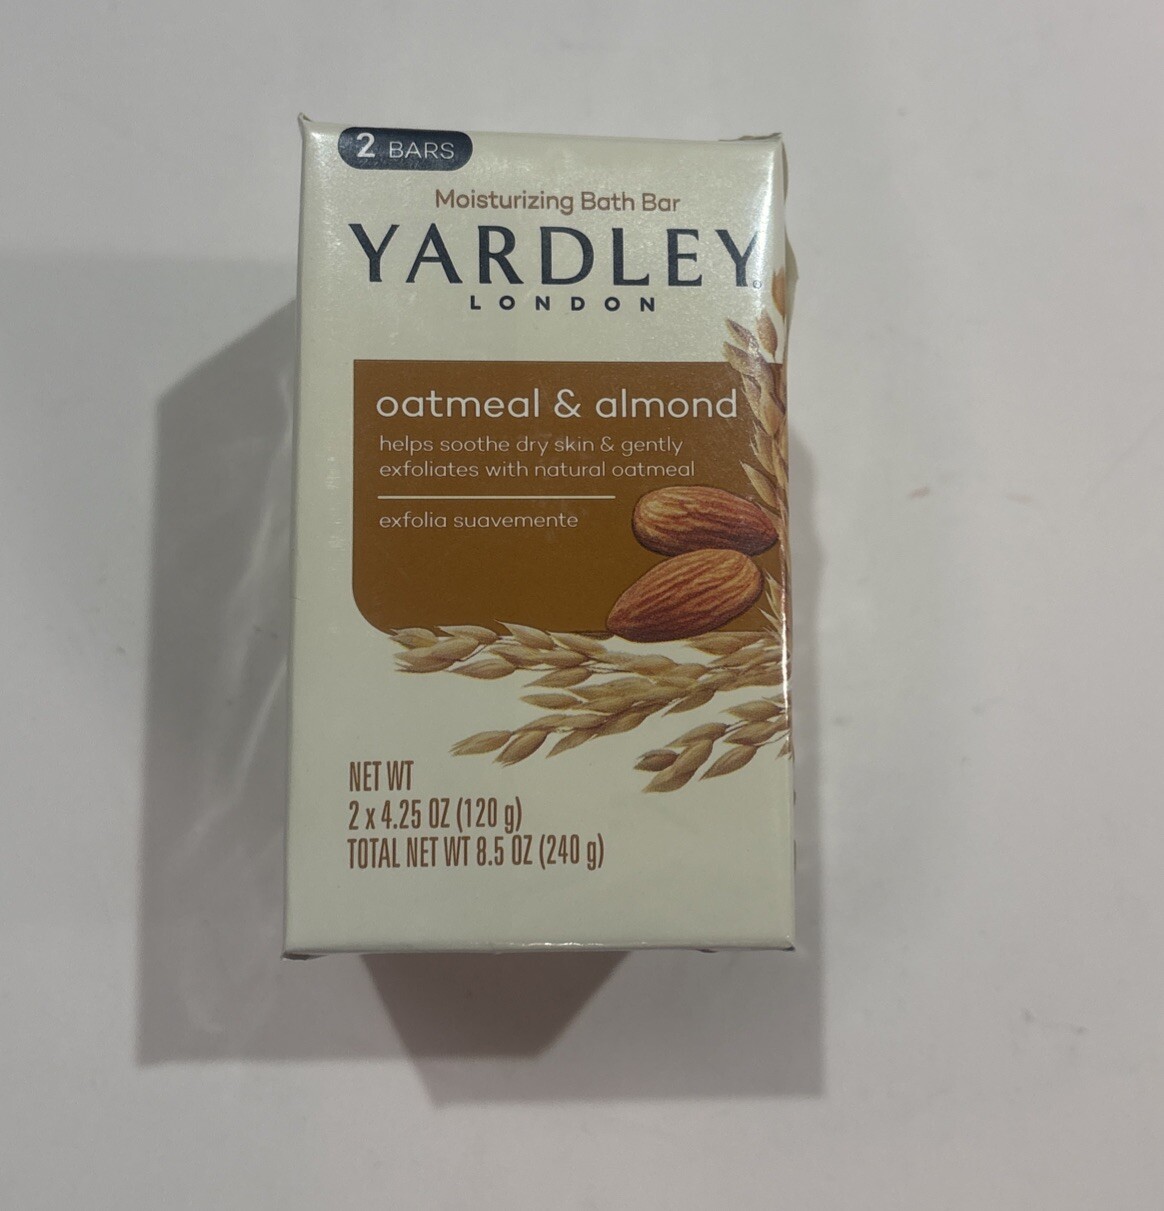 2 BARS
Moisturizing Bath Bar
YARDLEY®
LONDON
oatmeal & almond
helps soothe dry skin & gently
exfoliates with natural oatmeal
exfolia suavemente
NET WT
2 x 4.25 OZ (120 g)
TOTAL NET WT 8.5 OZ (240 g)